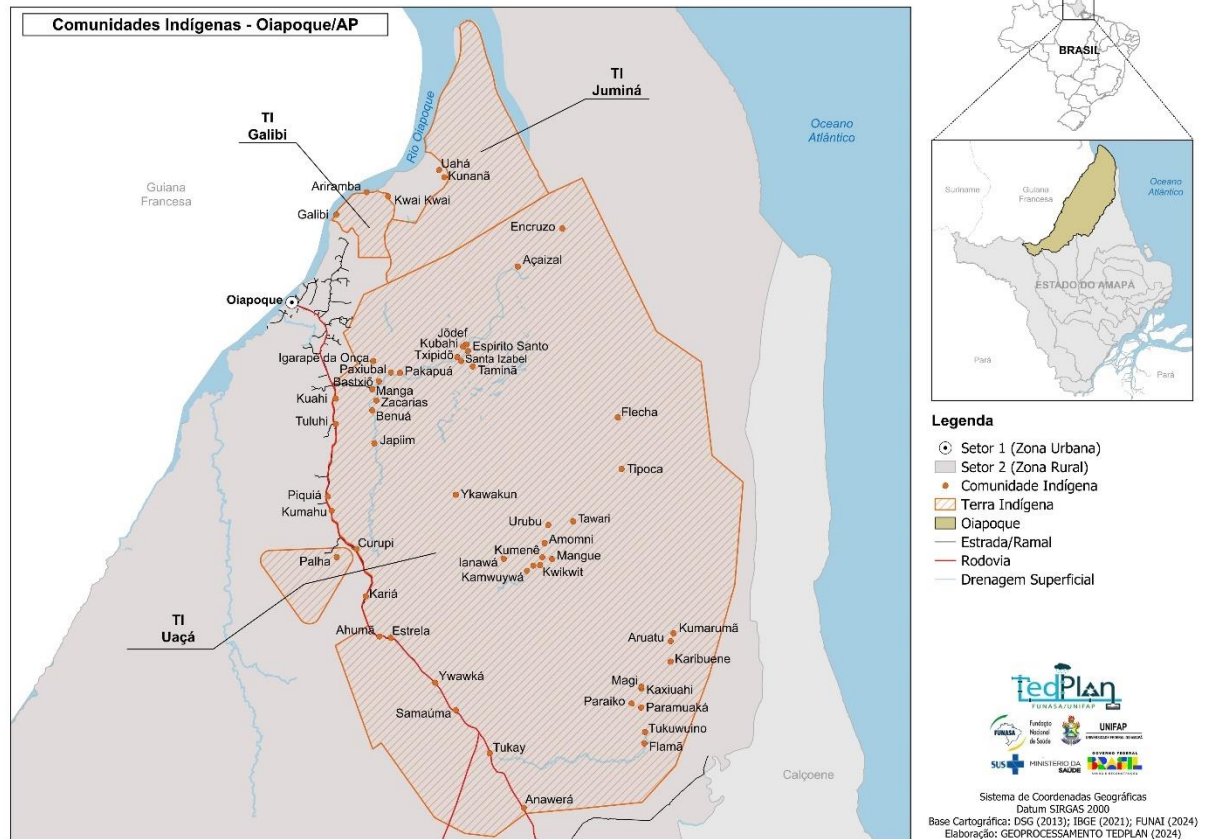 Comunidades Indígenas - Oiapoque/AP
TI
Juminá
TI
Galibi
Rio Oiapoque
Oceano
Atlântico
Guiana
Francesa
Uahá
Kunanã
Ariramba
Kwai Kwai
Galibi
Encruzo
Açaizal
Oiapoque
Jõdef
Kubahi
Espirito Santo
Txipidõ
Santa Izabel
Igarapé da Onça
Paxiubal
Pakapuá
Taminã
Bastxiõ
Manga
Kuahi
Zacarias
Benuá
Flecha
Tuluhi
Japiim
Tipoca
Piquiá
Ykawakun
Kumahu
Urubu
Tawari
Curupi
Amomni
Kumenê
Mangue
Palha
Ianawá
Kwikwit
Kamwuywá
Kariá
TI
Uaçá
Ahumã
Estrela
Kumarumã
Aruatu
Karibuene
Ywawká
Magi
Kaxiuahi
Paraiko
Paramuaká
Samaúma
Tukuwuino
Flamã
Tukay
Calçoene
Anawerá
BRASIL
Suriname
Guiana
Francesa
Oceano
Atlântico
ESTADO DO AMAPÁ
Pará
Pará
Legenda
Setor 1 (Zona Urbana)
Setor 2 (Zona Rural)
Comunidade Indígena
Terra Indígena
Oiapoque
Estrada/Ramal
Rodovia
Drenagem Superficial
TedPlan
FUNASA/UNIFAP
FUNASA
Fundação
Nacional
de Saúde
UNIFAP
SUS
MINISTÉRIO DA
SAÚDE
GOVERNO FEDERAL
BRASIL
Sistema de Coordenadas Geográficas
Datum SIRGAS 2000
Base Cartográfica: DSG (2013); IBGE (2021); FUNAI (2024)
Elaboração: GEOPROCESSAMENTO TEDPLAN (2024)